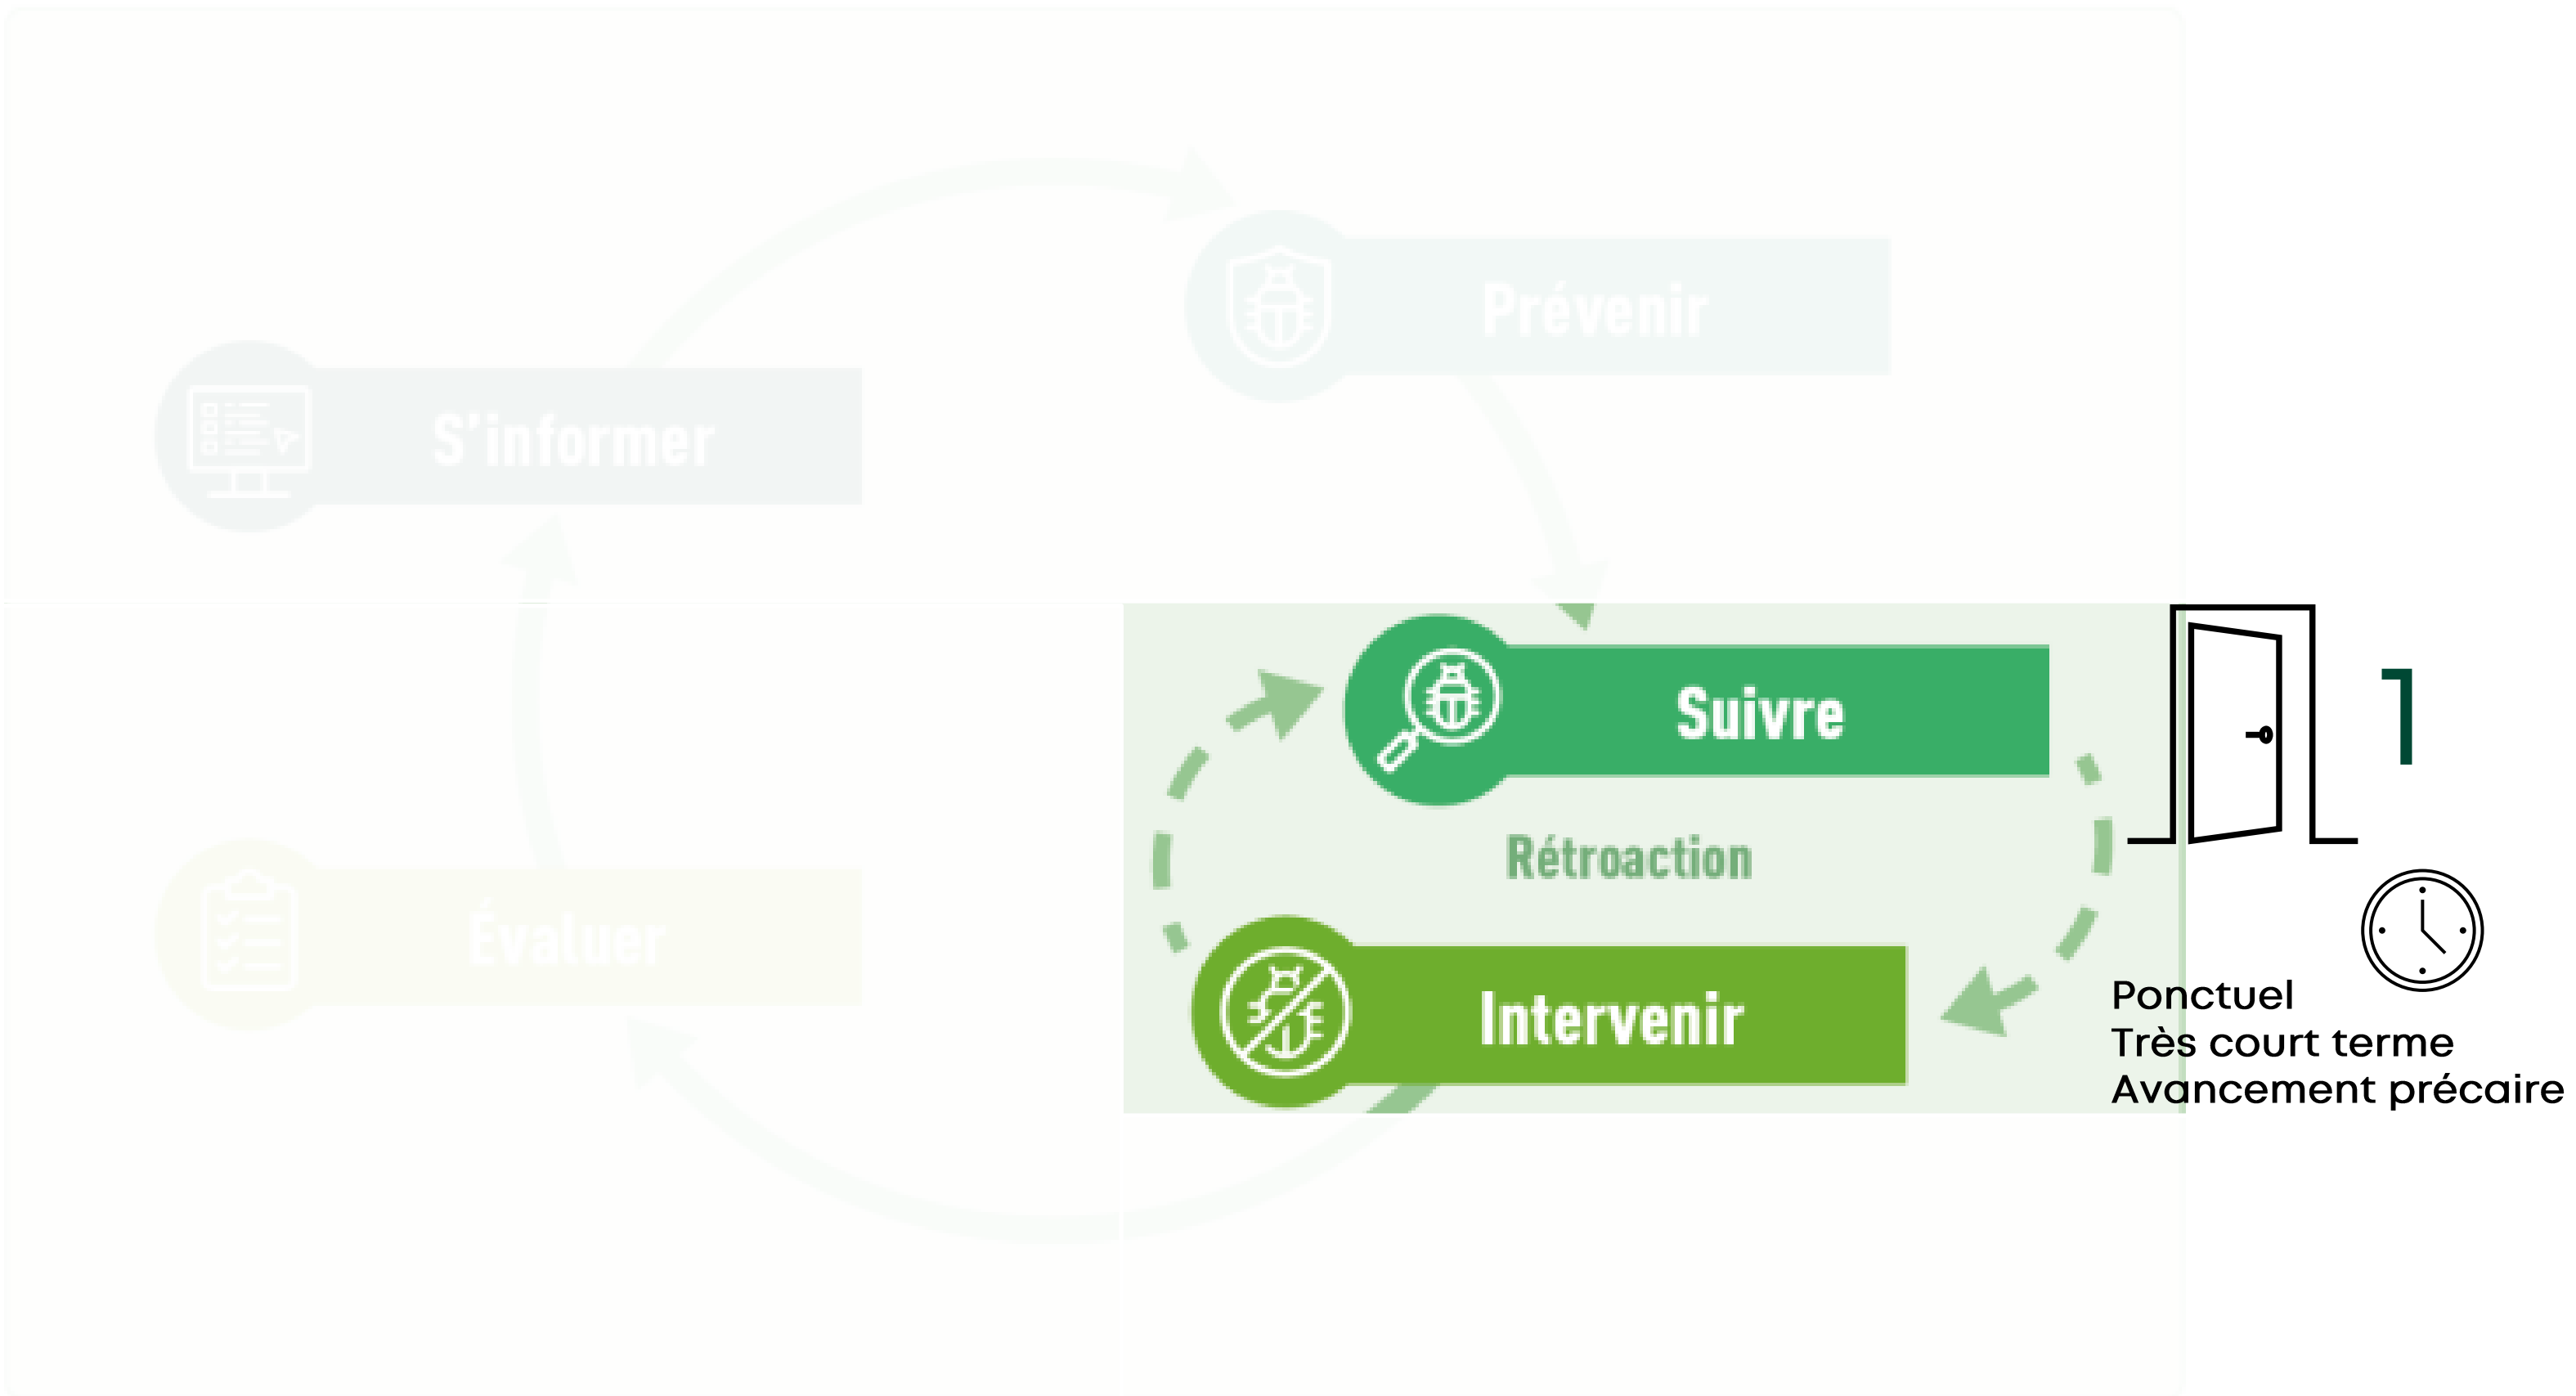 Prévenir
S'informer
Suivre
1
Rétroaction
Évaluer
Intervenir
Ponctuel
Très court terme
Avancement précaire